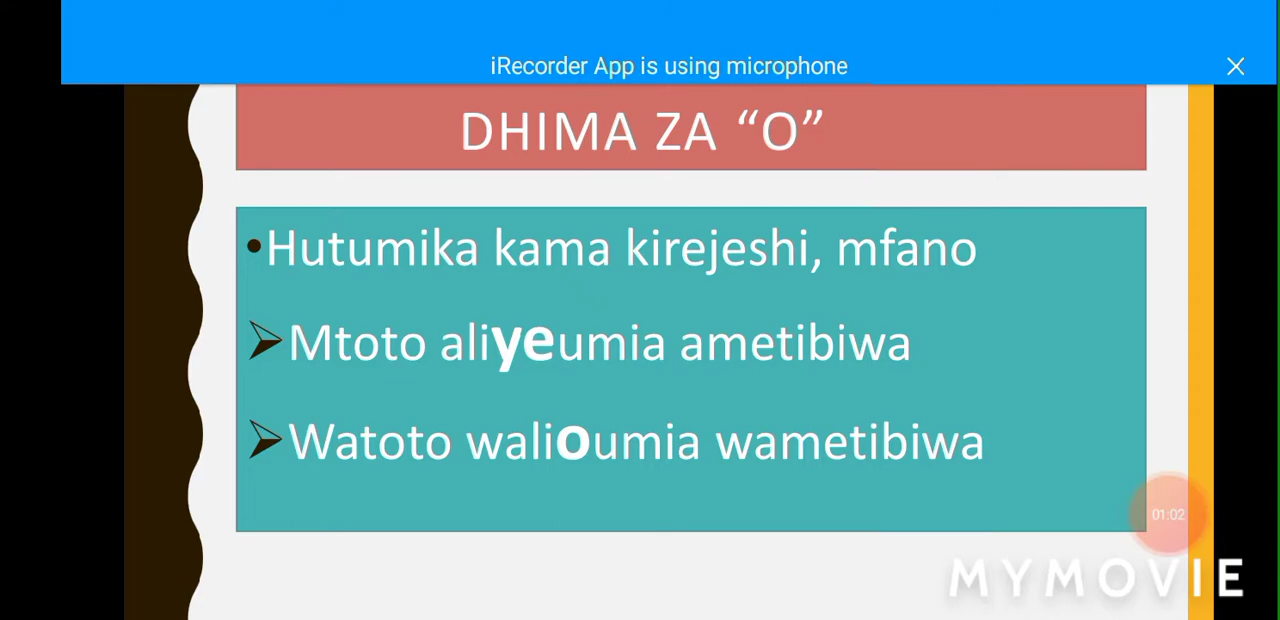 iRecorder App is using microphone
DHIMA ZA “O”
•Hutumika kama kirejeshi, mfano
➢Mtoto aliyeumia ametibiwa
➢Watoto walioumia wametibiwa
01:02
MYMOVIE